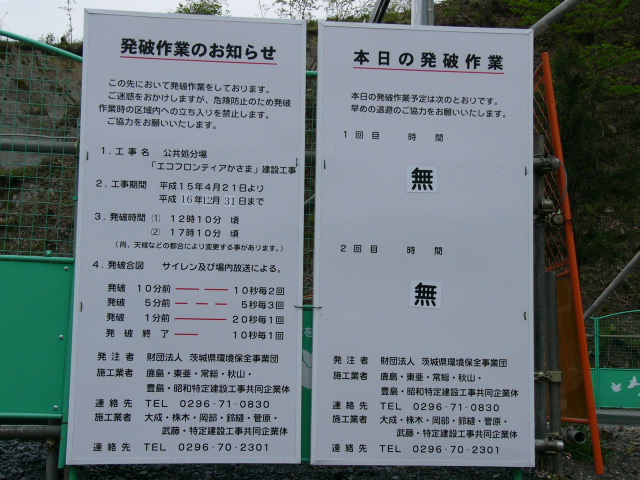 発破作業のお知らせ
この先において発破作業をしております。
ご迷惑をおかけしますが、危険防止のため発破
作業時の区域内への立ち入りを禁止します。
ご協力をお願いいたします。
1．工事名　公共処分場
「エコフロンティアかさま」建設工事
2．工事期間　平成15年4月21日より
平成16年12月31日まで
3．発破時間　⑴　12時10分　頃
⑵　17時10分　頃
（尚、天候などの都合により変更する事があります。）
4．発破合図　サイレン及び場内放送による。
発破　10分前　10秒毎2回
発破　5分前　5秒毎3回
発破　1分前　20秒毎1回
発破終了　10秒毎1回
発注者　財団法人　茨城県環境保全事業団
施工業者　鹿島・東亜・常総・秋山・
豊島・昭和特定建設工事共同企業体
連絡先　TEL　0296-71-0830
施工業者　大成・株木・岡部・鈴縫・菅原・
武藤・特定建設工事共同企業体
連絡先　TEL　0296-70-2301
本日の発破作業
本日の発破作業予定は次のとおりです。
早めの退避のご協力をお願いいたします。
1回目　時間
無
2回目　時間
無
発注者　財団法人　茨城県環境保全事業団
施工業者　鹿島・東亜・常総・秋山・
豊島・昭和特定建設工事共同企業体
連絡先　TEL　0296-71-0830
施工業者　大成・株木・岡部・鈴縫・菅原・
武藤・特定建設工事共同企業体
連絡先　TEL　0296-70-2301